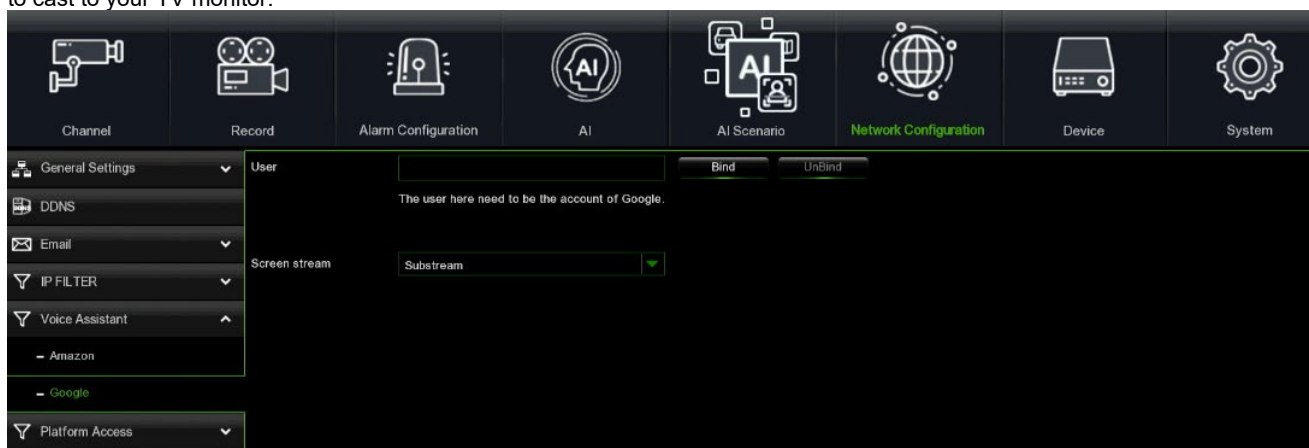 to cast to your TV monitor.
Channel Record Alarm Configuration AI AI Scenario Network Configuration Device System
General Settings
User
Bind
UnBind
The user here need to be the account of Google.
DDNS
Email
Screen stream
Substream
IP FILTER
Voice Assistant
Amazon
Google
Platform Access